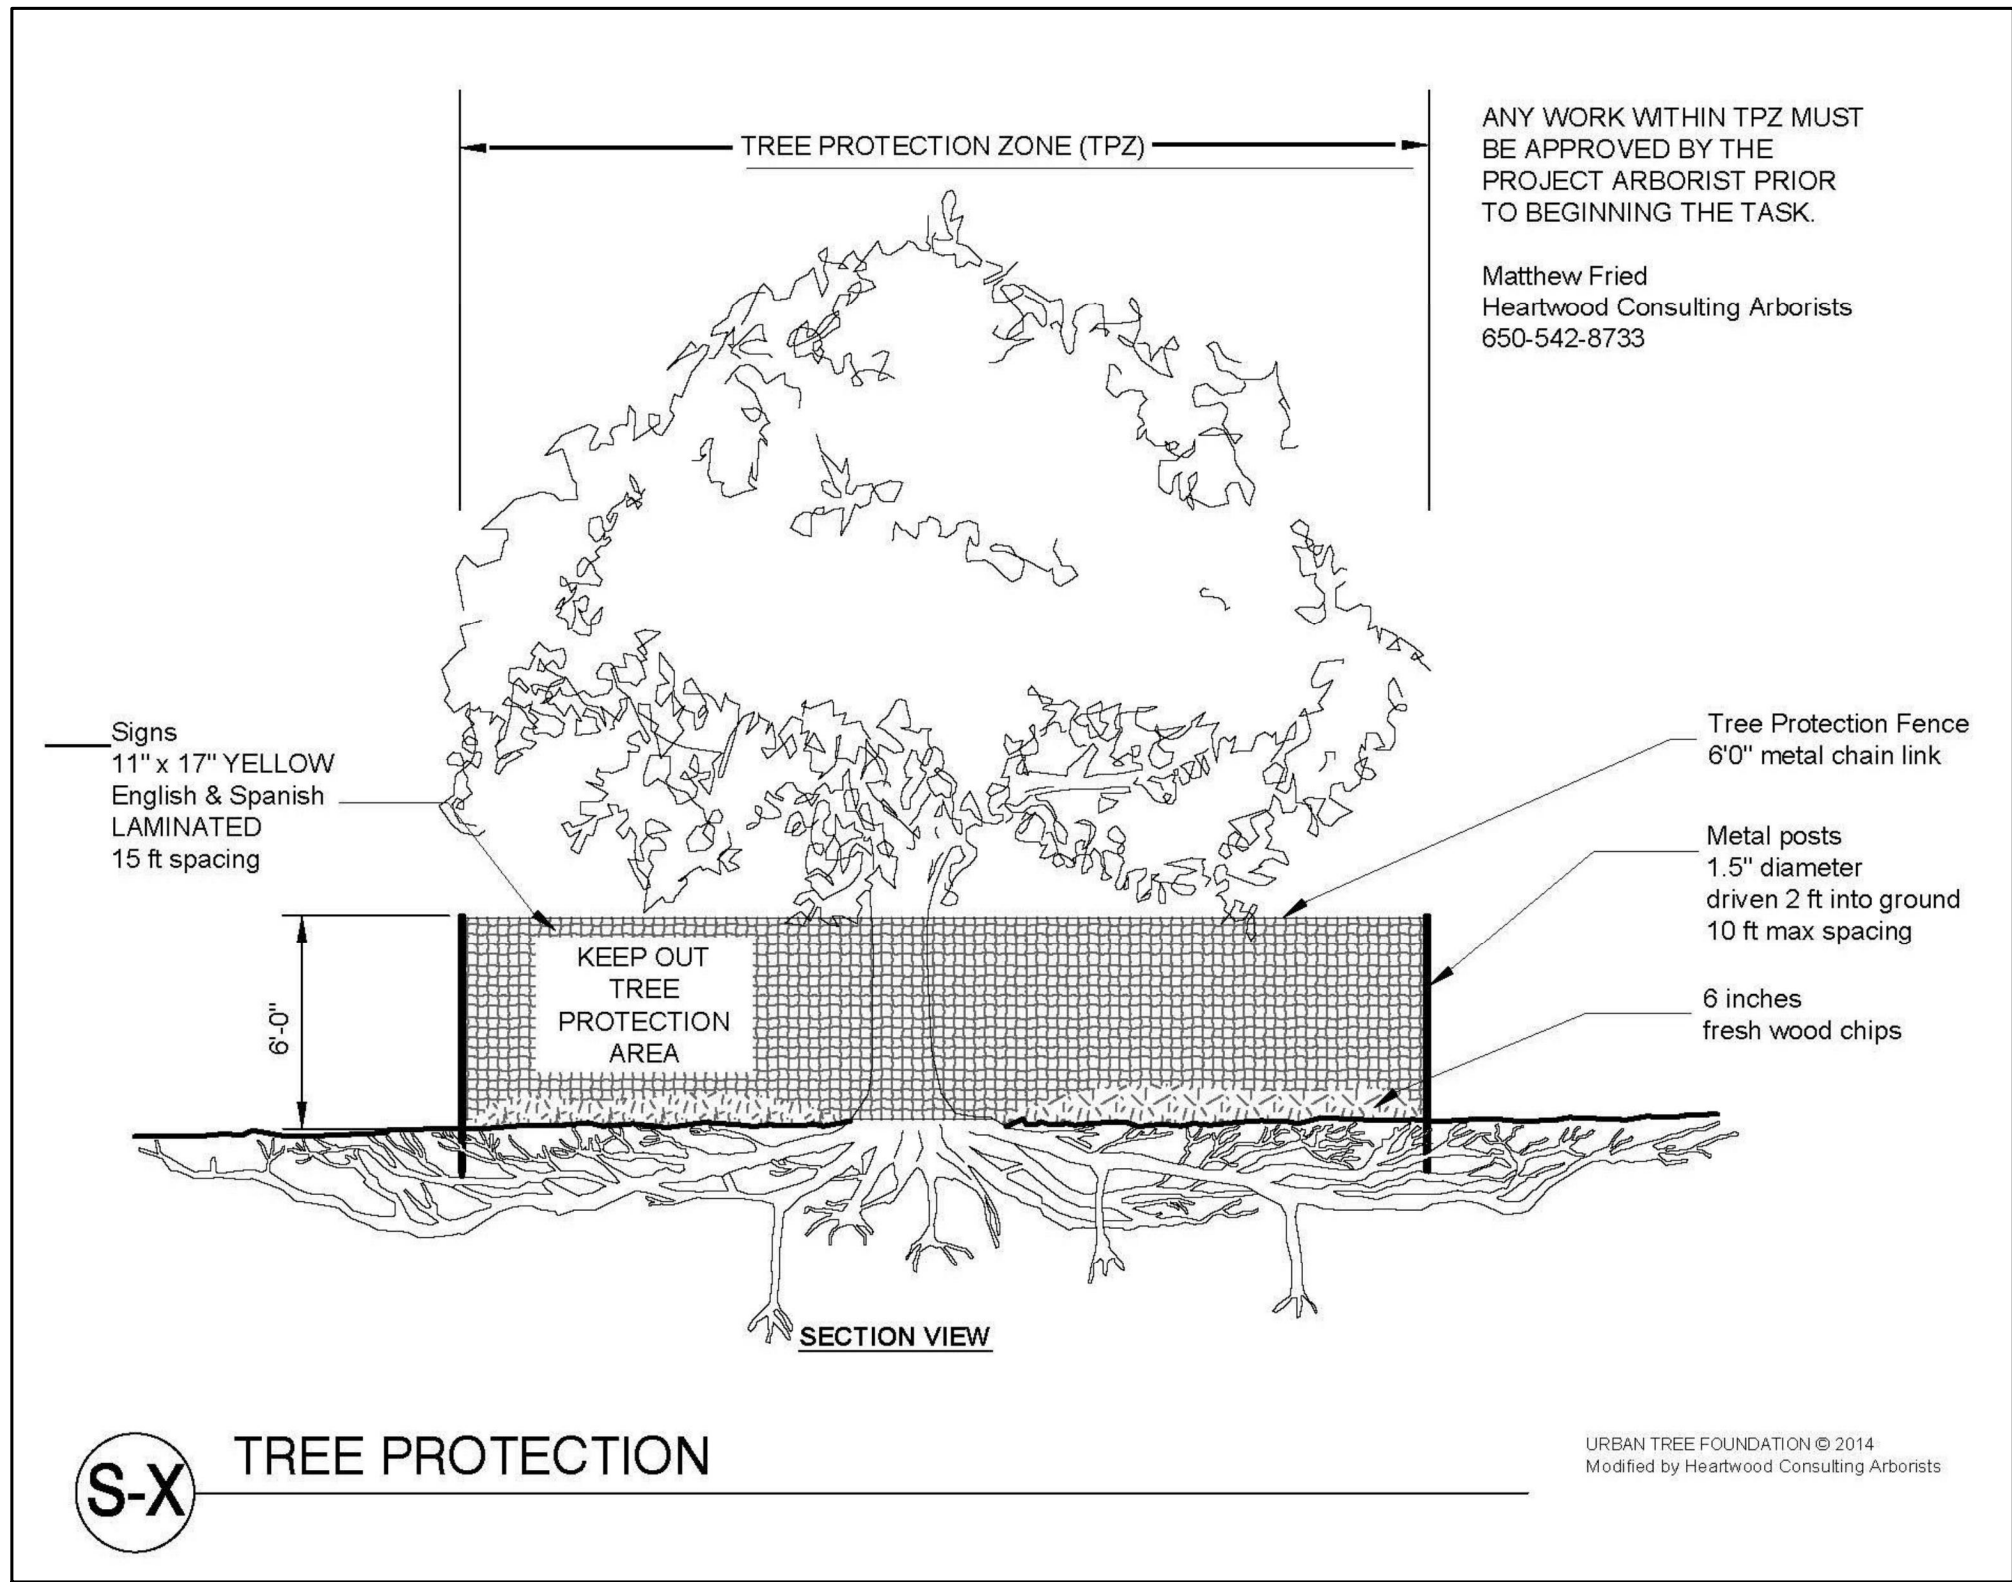 TREE PROTECTION ZONE (TPZ)
ANY WORK WITHIN TPZ MUST
BE APPROVED BY THE
PROJECT ARBORIST PRIOR
TO BEGINNING THE TASK.
Matthew Fried
Heartwood Consulting Arborists
650-542-8733
Signs
11" x 17" YELLOW
English & Spanish
LAMINATED
15 ft spacing
Tree Protection Fence
6'0" metal chain link
Metal posts
1.5" diameter
driven 2 ft into ground
10 ft max spacing
6 inches
fresh wood chips
6'-0"
KEEP OUT
TREE
PROTECTION
AREA
SECTION VIEW
S-X
TREE PROTECTION
URBAN TREE FOUNDATION © 2014
Modified by Heartwood Consulting Arborists